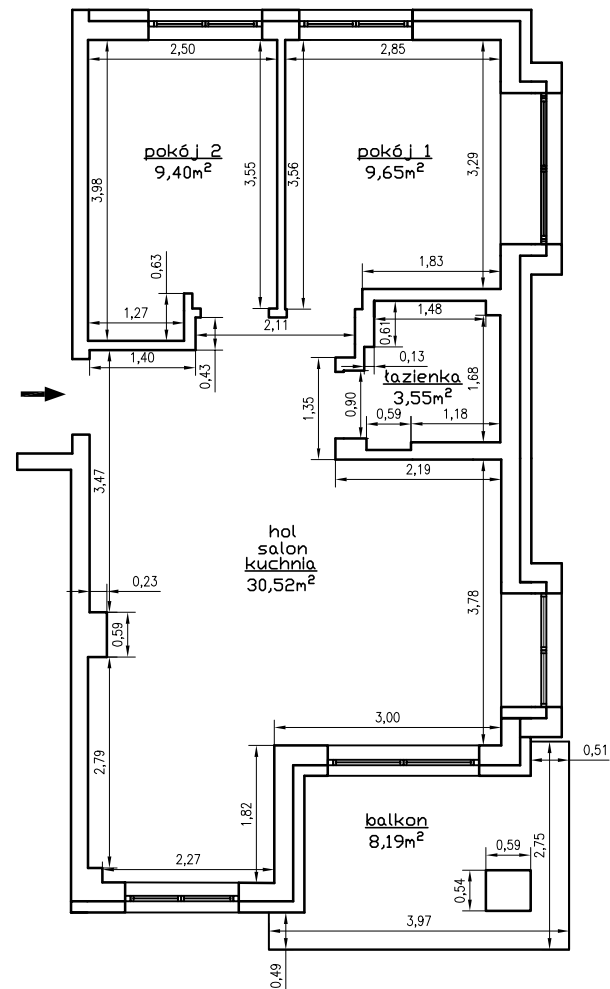 2,50
2,85
pokój 2
9,40m²
pokój 1
9,65m²
3,98
3,55
3,56
3,29
0,63
1,83
1,27
2,11
1,48
0,61
1,40
0,43
0,13
łazienka
3,55m²
1,68
1,35
0,90
0,59
1,18
3,47
2,19
hol
salon
kuchnia
30,52m²
0,23
0,59
3,78
3,00
2,79
1,82
0,51
balkon
8,19m²
2,75
2,27
0,59
0,54
3,97
0,49